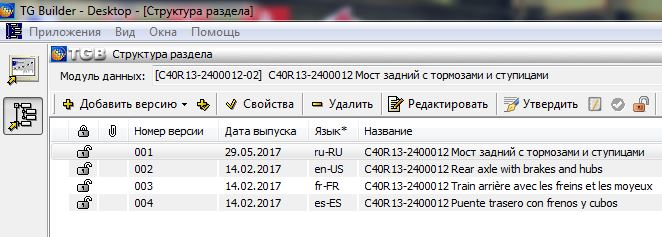 TG Builder - Desktop - [Структура раздела]
Приложения Вид Окна Помощь
TGB Структура раздела
Модуль данных: [C40R13-2400012-02] C40R13-2400012 Мост задний с тормозами и ступицами
Добавить версию Свойства Удалить Редактировать Утвердить
Номер версии Дата выпуска Язык* Название
001 29.05.2017 ru-RU C40R13-2400012 Мост задний с тормозами и ступицами
002 14.02.2017 en-US C40R13-2400012 Rear axle with brakes and hubs
003 14.02.2017 fr-FR C40R13-2400012 Train arrière avec les freins et les moyeux
004 14.02.2017 es-ES C40R13-2400012 Puente trasero con frenos y cubos